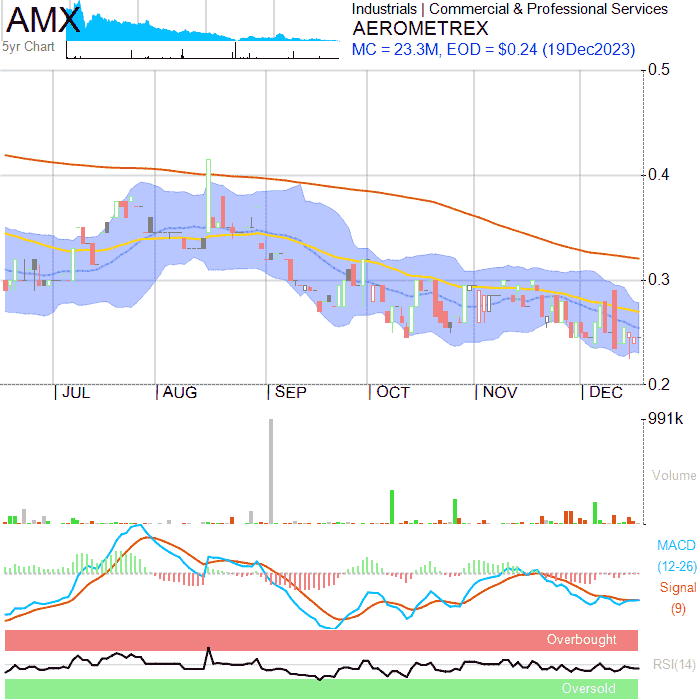 AMX
5yr Chart
Industrials | Commercial & Professional Services
AEROMETREX
MC = 23.3M, EOD = $0.24 (19Dec2023)
0.5
0.4
0.3
0.2
| JUL | AUG | SEP | OCT | NOV | DEC
991k
Volume
MACD
(12-26)
Signal
(9)
Overbought
RSI(14)
Oversold